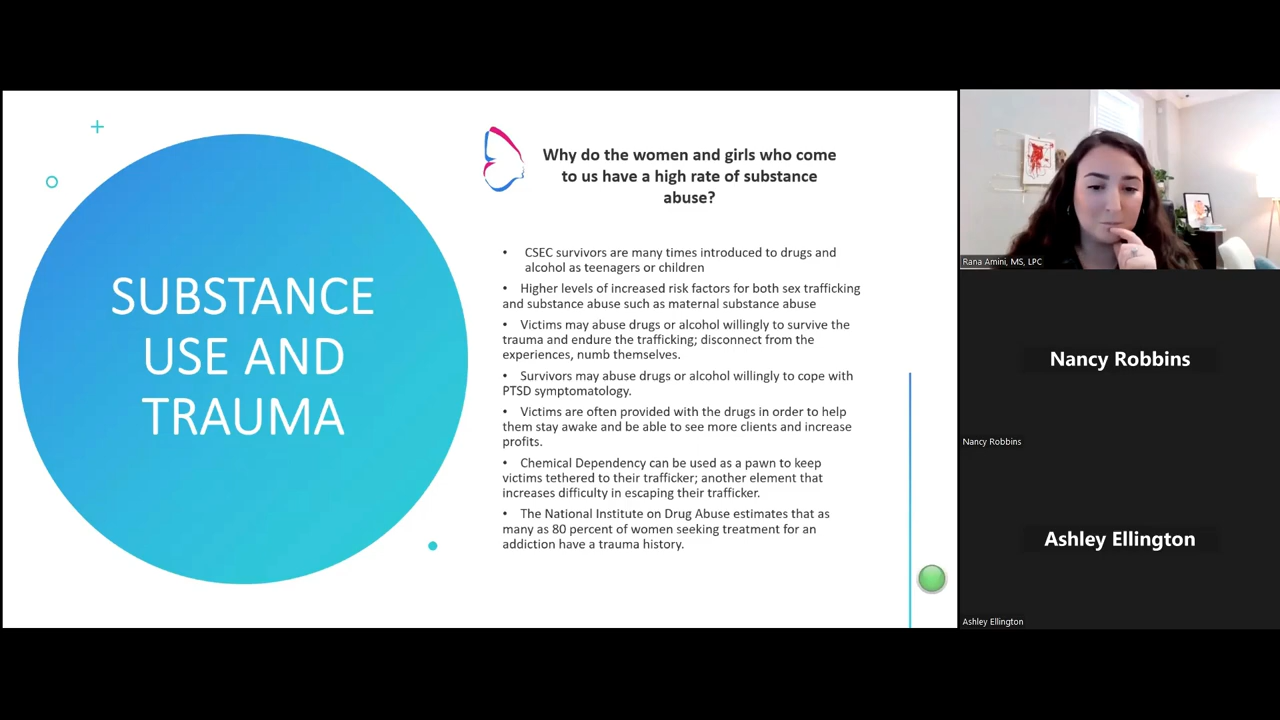 SUBSTANCE
USE AND
TRAUMA
Why do the women and girls who come
to us have a high rate of substance
abuse?
• CSEC survivors are many times introduced to drugs and
alcohol as teenagers or children
• Higher levels of increased risk factors for both sex trafficking
and substance abuse such as maternal substance abuse
• Victims may abuse drugs or alcohol willingly to survive the
trauma and endure the trafficking; disconnect from the
experiences, numb themselves.
• Survivors may abuse drugs or alcohol willingly to cope with
PTSD symptomatology.
• Victims are often provided with the drugs in order to help
them stay awake and be able to see more clients and increase
profits.
• Chemical Dependency can be used as a pawn to keep
victims tethered to their trafficker; another element that
increases difficulty in escaping their trafficker.
• The National Institute on Drug Abuse estimates that as
many as 80 percent of women seeking treatment for an
addiction have a trauma history.
Rana Amini, MS, LPC
Nancy Robbins
Nancy Robbins
Ashley Ellington
Ashley Ellington